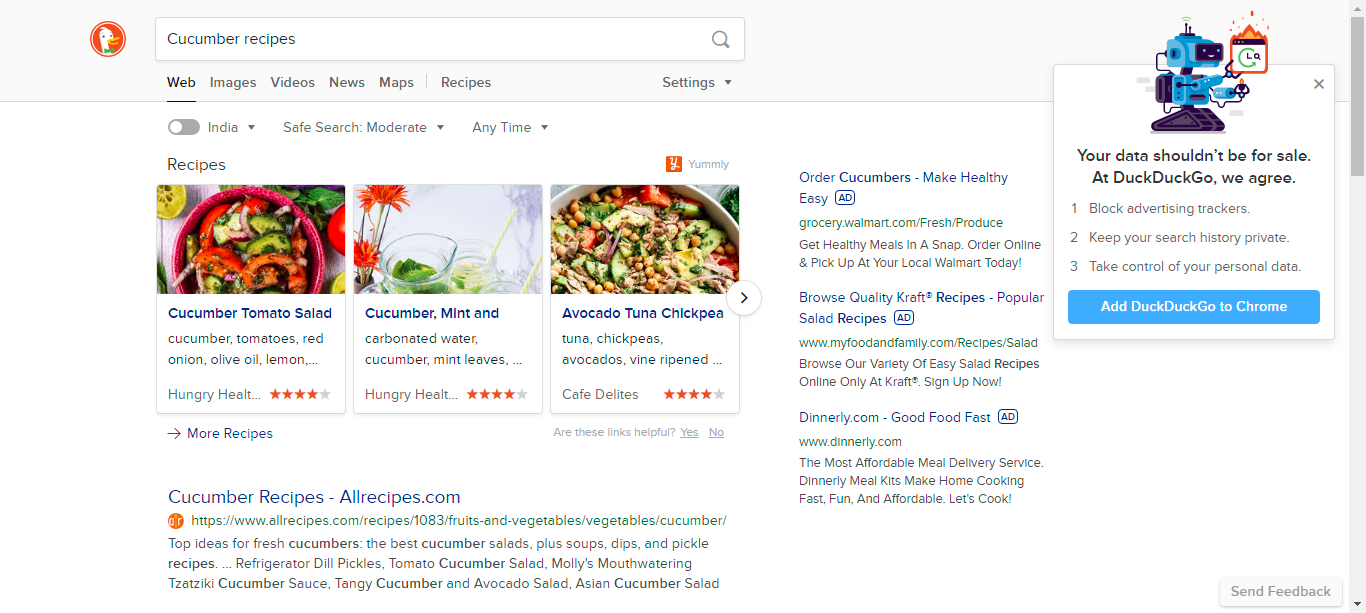 Cucumber recipes
Web Images Videos News Maps Recipes Settings
India Safe Search: Moderate Any Time
Recipes
Yummly
Cucumber Tomato Salad
cucumber, tomatoes, red
onion, olive oil, lemon,...
Hungry Healt...
Cucumber, Mint and
carbonated water,
cucumber, mint leaves, ...
Hungry Healt...
Avocado Tuna Chickpea
tuna, chickpeas,
avocados, vine ripened ...
Cafe Delites
More Recipes
Are these links helpful? Yes No
Cucumber Recipes - Allrecipes.com
https://www.allrecipes.com/recipes/1083/fruits-and-vegetables/vegetables/cucumber/
Top ideas for fresh cucumbers: the best cucumber salads, plus soups, dips, and pickle
recipes. ... Refrigerator Dill Pickles, Tomato Cucumber Salad, Molly's Mouthwatering
Tzatziki Cucumber Sauce, Tangy Cucumber and Avocado Salad, Asian Cucumber Salad
Order Cucumbers - Make Healthy
Easy AD
grocery.walmart.com/Fresh/Produce
Get Healthy Meals In A Snap. Order Online
& Pick Up At Your Local Walmart Today!
Browse Quality Kraft® Recipes - Popular
Salad Recipes AD
www.myfoodandfamily.com/Recipes/Salad
Browse Our Variety Of Easy Salad Recipes
Online Only At Kraft®. Sign Up Now!
Dinnerly.com - Good Food Fast AD
www.dinnerly.com
The Most Affordable Meal Delivery Service.
Dinnerly Meal Kits Make Home Cooking
Fast, Fun, And Affordable. Let's Cook!
Your data shouldn't be for sale.
At DuckDuckGo, we agree.
1 Block advertising trackers.
2 Keep your search history private.
3 Take control of your personal data.
Add DuckDuckGo to Chrome
Send Feedback